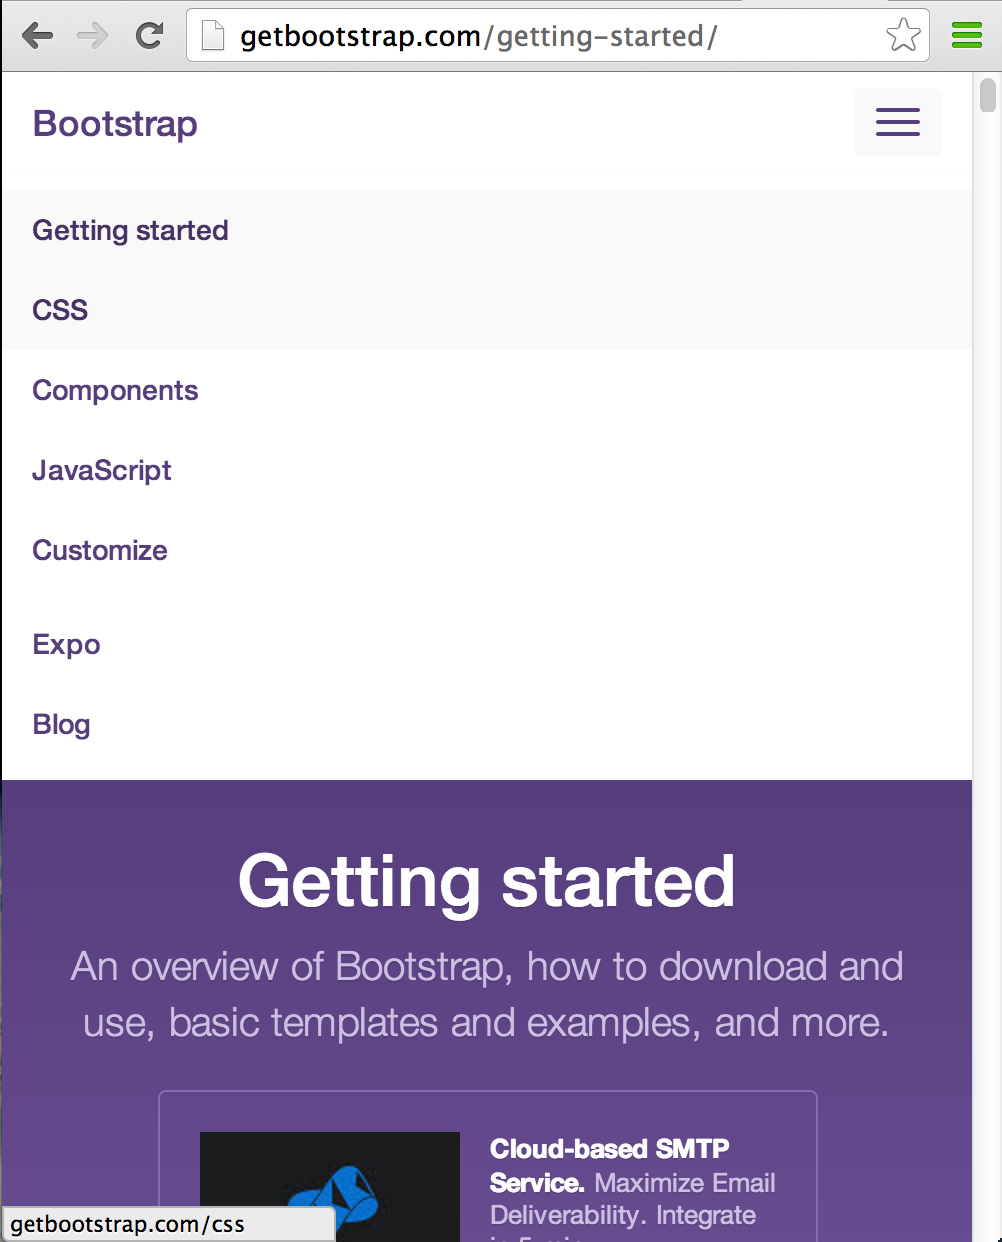 getbootstrap.com/getting-started/
Bootstrap
Getting started
CSS
Components
JavaScript
Customize
Expo
Blog
Getting started
An overview of Bootstrap, how to download and
use, basic templates and examples, and more.
Cloud-based SMTP
Service. Maximize Email
Deliverability. Integrate
getbootstrap.com/css